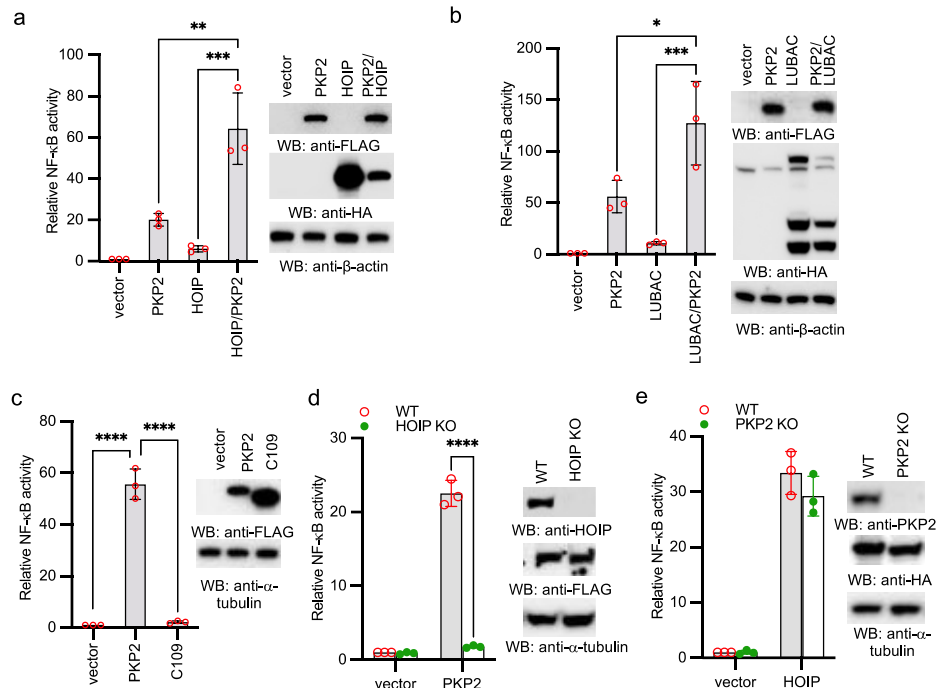 a
Relative NF-κB activity
100
80
60
40
20
0
**
***
vector
PKP2
HOIP
HOIP/PKP2
vector
PKP2
HOIP
PKP2/
HOIP
WB: anti-FLAG
WB: anti-HA
WB: anti-β-actin
b
Relative NF-κB activity
200
150
100
50
0
*
***
vector
PKP2
LUBAC
LUBAC/PKP2
vector
PKP2
LUBAC
PKP2/
LUBAC
WB: anti-FLAG
WB: anti-HA
WB: anti-β-actin
c
Relative NF-κB activity
80
60
40
20
0
****
****
vector
PKP2
C109
vector
PKP2
C109
WB: anti-FLAG
WB: anti-α-
tubulin
d
WT
HOIP KO
Relative NF-κB activity
30
20
10
0
****
vector
PKP2
WT
HOIP KO
WB: anti-HOIP
WB: anti-FLAG
WB: anti-α-tubulin
e
WT
PKP2 KO
Relative NF-κB activity
40
30
20
10
0
vector
HOIP
WT
PKP2 KO
WB: anti-PKP2
WB: anti-HA
WB: anti-α-
tubulin